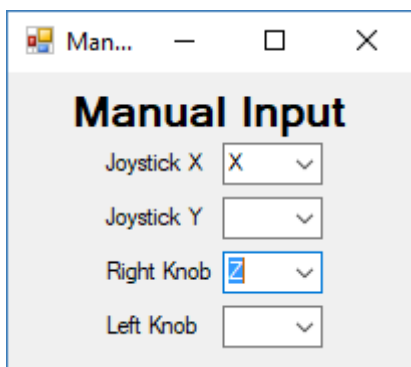 Man...
Manual Input
Joystick X X
Joystick Y
Right Knob Z
Left Knob